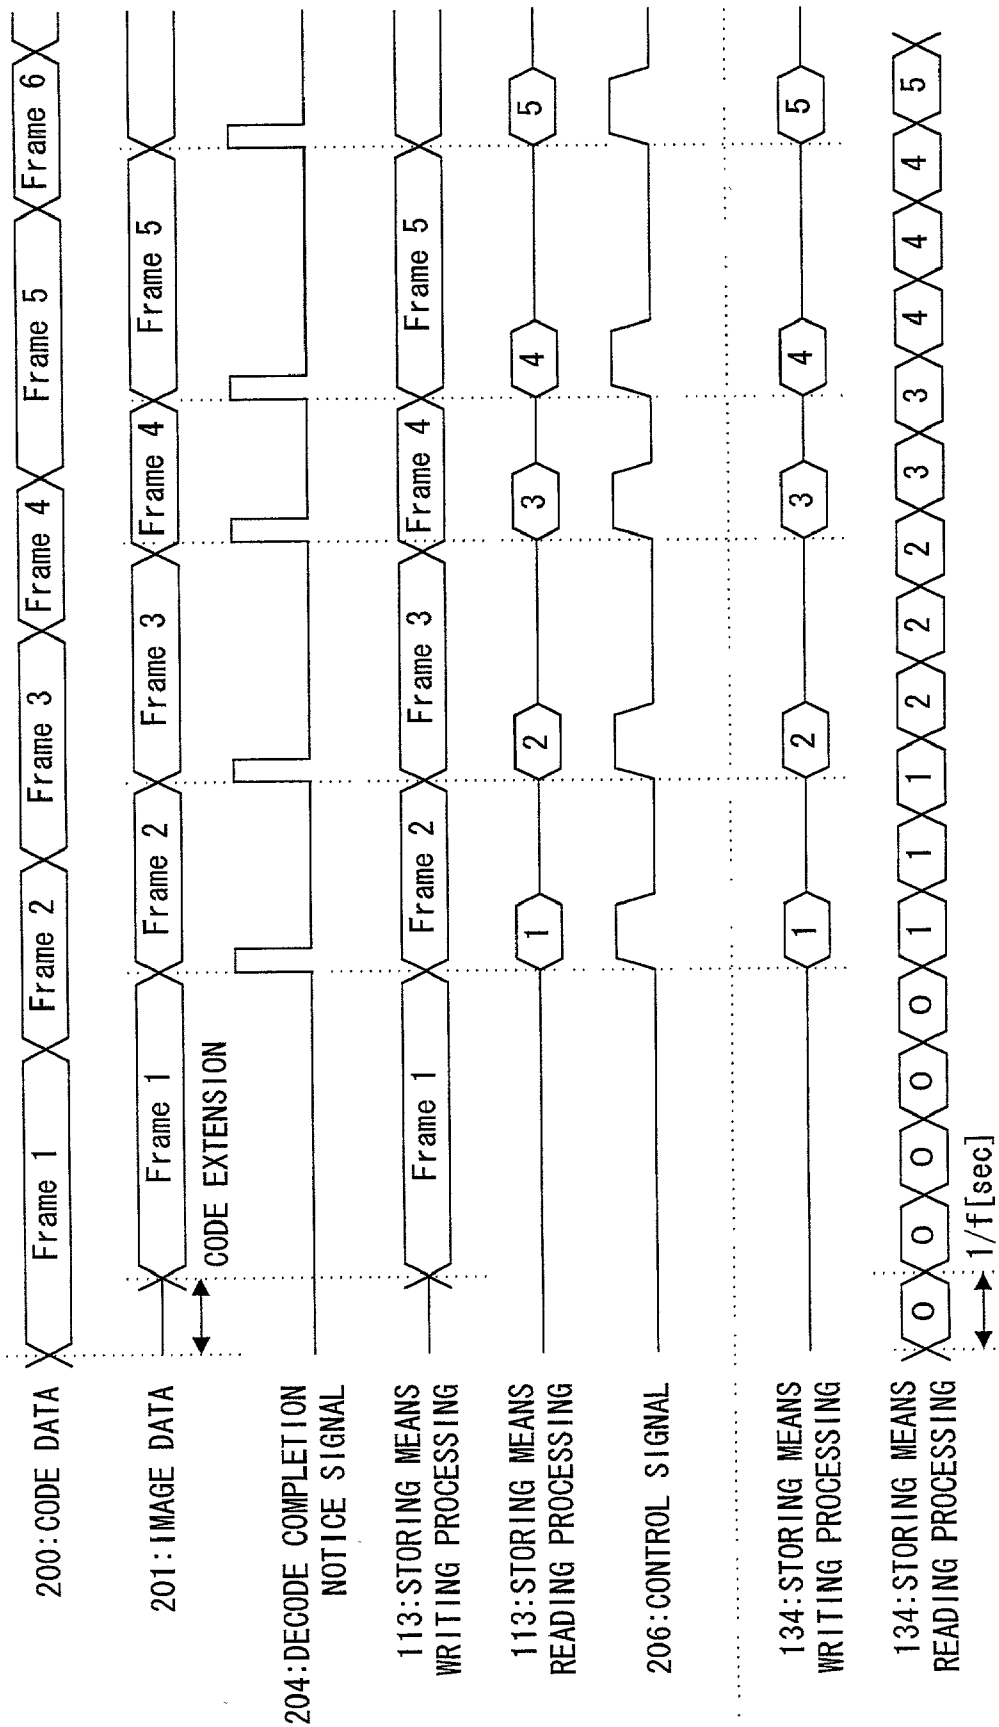 200:CODE DATA
Frame 1
Frame 2
Frame 3
Frame 4
Frame 5
Frame 6
201:IMAGE DATA
Frame 1
Frame 2
Frame 3
Frame 4
Frame 5
CODE EXTENSION
204:DECODE COMPLETION
NOTICE SIGNAL
113:STORING MEANS
WRITING PROCESSING
Frame 1
Frame 2
Frame 3
Frame 4
Frame 5
113:STORING MEANS
READING PROCESSING
1
2
3
4
5
206:CONTROL SIGNAL
134:STORING MEANS
WRITING PROCESSING
1
2
3
4
5
134:STORING MEANS
READING PROCESSING
0
0
0
0
0
1
1
1
2
2
2
3
3
4
4
4
5
1/f[sec]